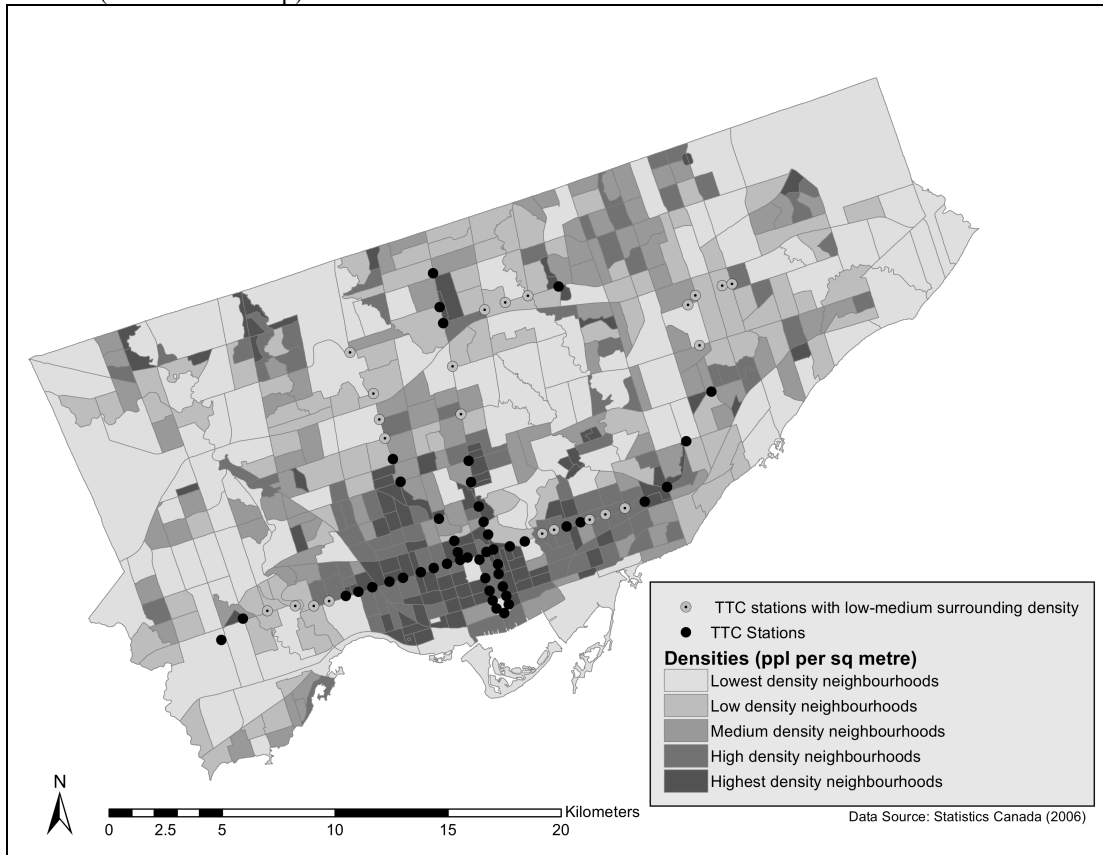 TTC stations with low-medium surrounding density
TTC Stations
Densities (ppl per sq metre)
Lowest density neighbourhoods
Low density neighbourhoods
Medium density neighbourhoods
High density neighbourhoods
Highest density neighbourhoods
N
Kilometers
0 2.5 5 10 15 20
Data Source: Statistics Canada (2006)